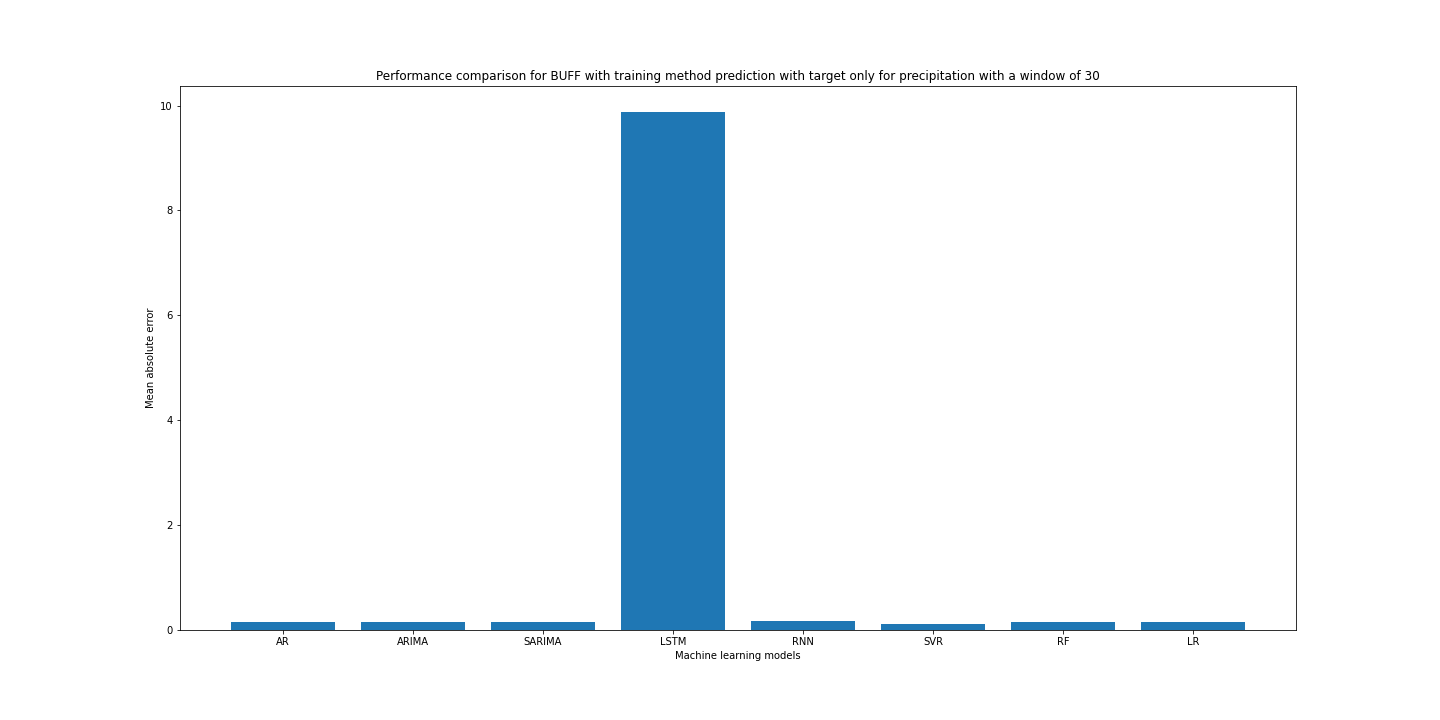 Performance comparison for BUFF with training method prediction with target only for precipitation with a window of 30
10
8
6
4
2
0
Mean absolute error
AR ARIMA SARIMA LSTM RNN SVR RF LR
Machine learning models